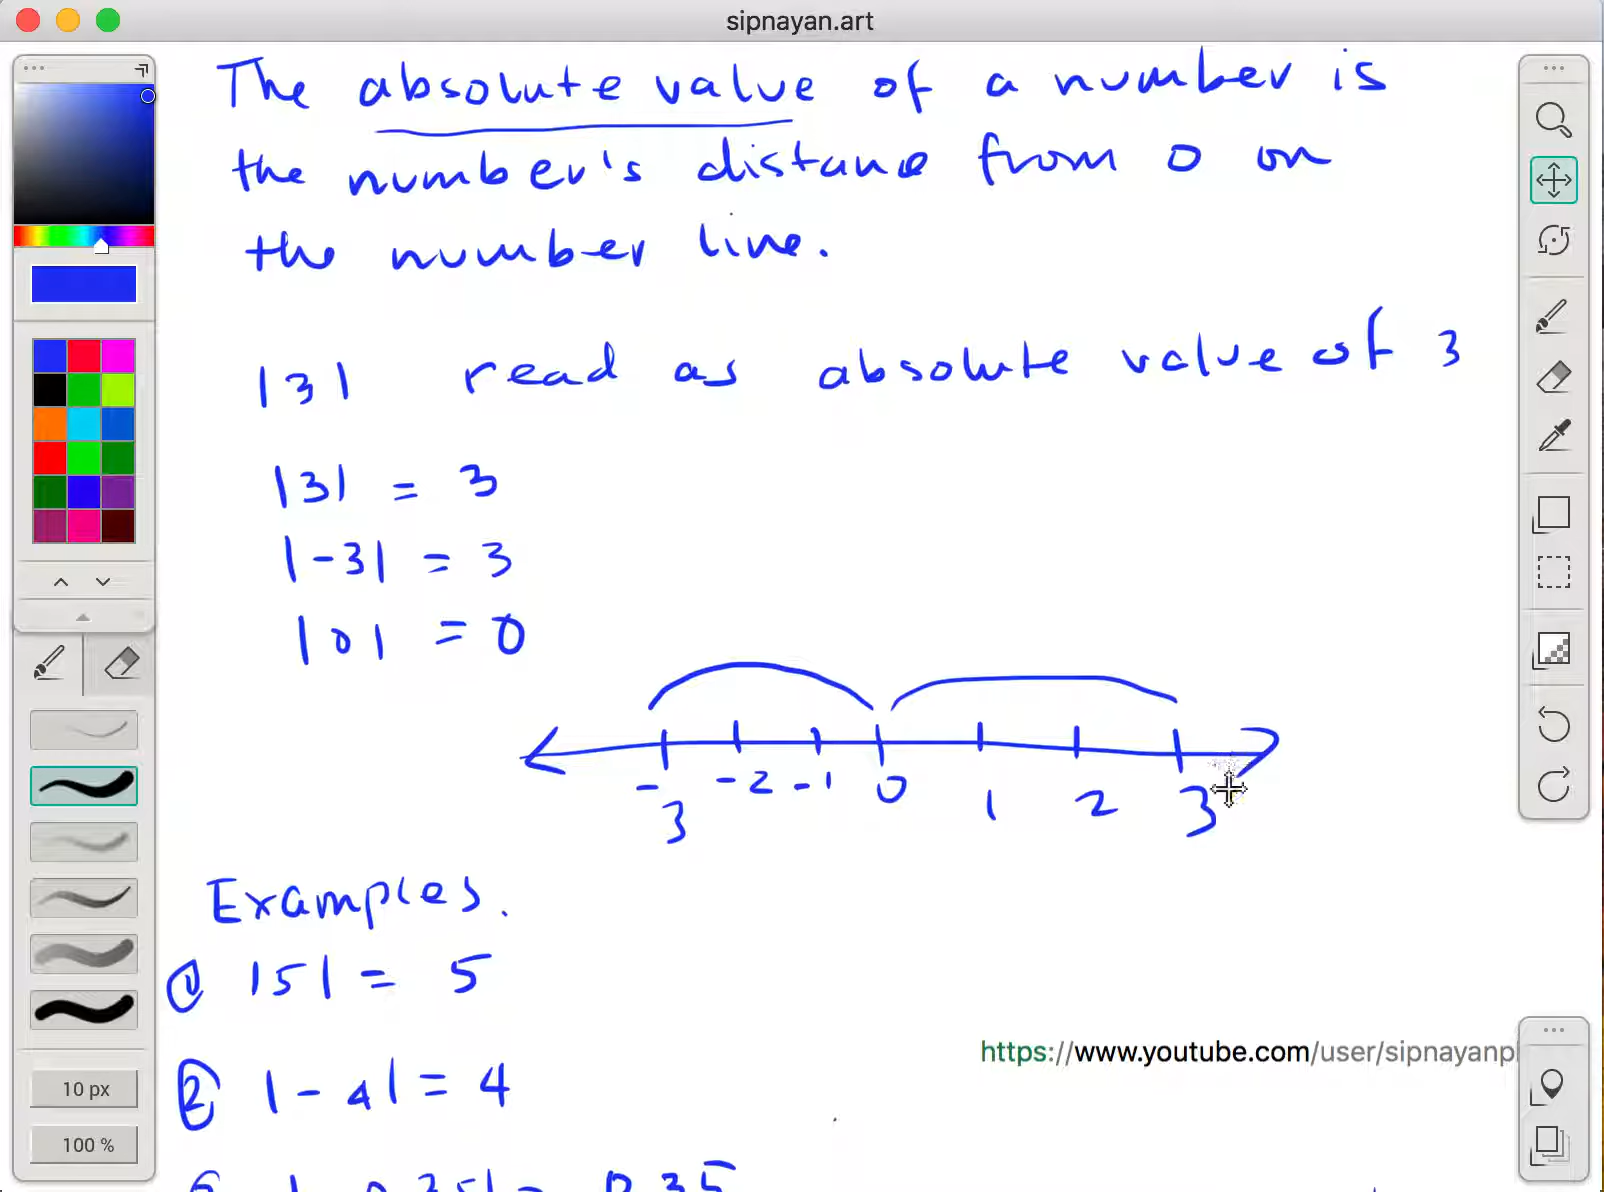 sipnayan.art
The absolute value of a number is
the number's distance from 0 on
the number line.
|3| read as absolute value of 3
|3| = 3
|-3| = 3
|0| = 0
-3 -2 -1 0 1 2 3
Examples.
① |5| = 5
② |-4| = 4
https://www.youtube.com/user/sipnayanp
10 px
100 %